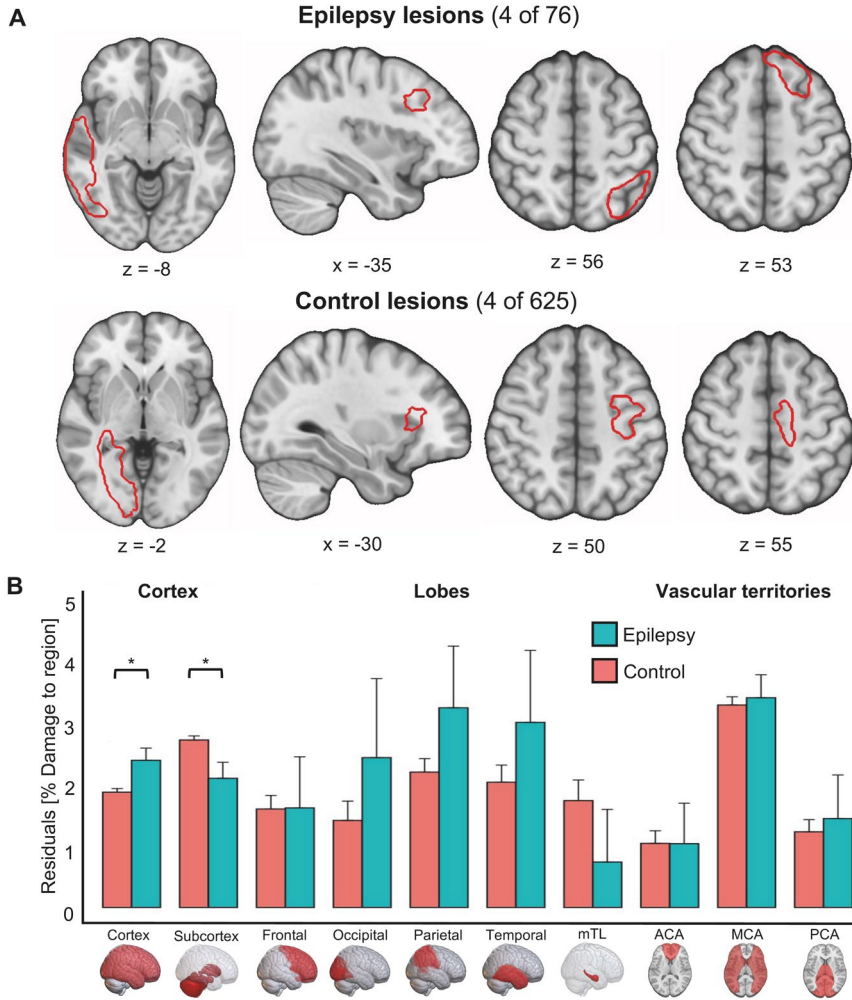 A
Epilepsy lesions (4 of 76)
z = -8
x = -35
z = 56
z = 53
Control lesions (4 of 625)
z = -2
x = -30
z = 50
z = 55
B
Cortex
Lobes
Vascular territories
Residuals [% Damage to region]
5
4
3
2
1
0
*
*
Epilepsy
Control
Cortex
Subcortex
Frontal
Occipital
Parietal
Temporal
mTL
ACA
MCA
PCA